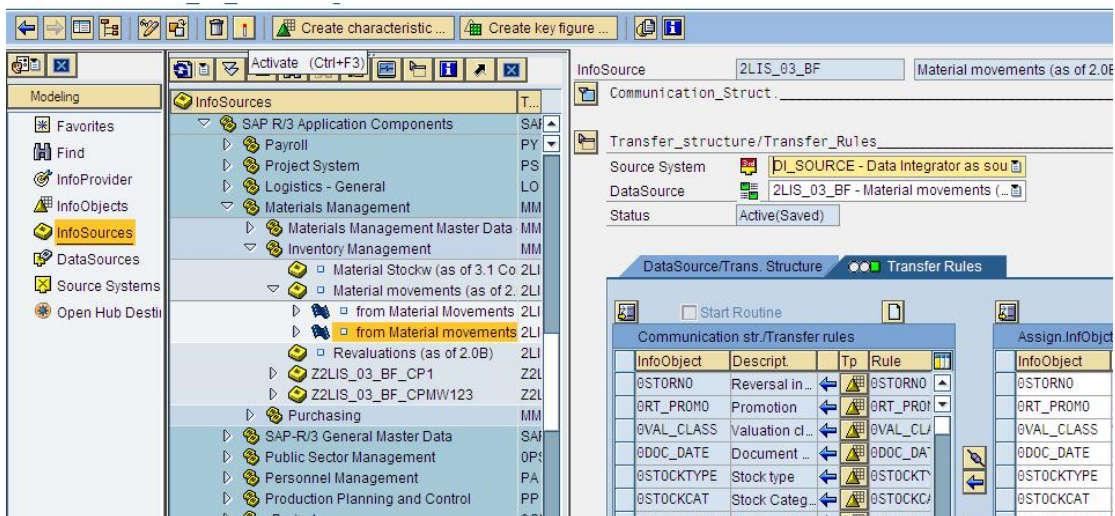 Create characteristic ...
Create key figure ...
Activate (Ctrl+F3)
Modeling
Favorites
Find
InfoProvider
InfoObjects
InfoSources
DataSources
Source Systems
Open Hub Desti
InfoSources T...
SAP R/3 Application Components SAF
Payroll PY
Project System PS
Logistics - General LO
Materials Management MM
Materials Management Master Data MM
Inventory Management MM
Material Stockw (as of 3.1 Co 2LI
Material movements (as of 2. 2LI
from Material Movements 2LI
from Material movements 2LI
Revaluations (as of 2.0B) 2LI
Z2LIS_03_BF_CP1 Z2L
Z2LIS_03_BF_CPMW123 Z2L
Purchasing MM
SAP-R/3 General Master Data SAF
Public Sector Management 0PS
Personnel Management PA
Production Planning and Control PP
InfoSource 2LIS_03_BF Material movements (as of 2.0B
Communication_Struct.
Transfer_structure/Transfer_Rules
Source System DI_SOURCE - Data Integrator as sou
DataSource 2LIS_03_BF - Material movements (...
Status Active(Saved)
DataSource/Trans. Structure Transfer Rules
Start Routine
Communication str./Transfer rules Assign.InfObjct
InfoObject Descript. Tp Rule InfoObject
0STORNO Reversal in... 0STORNO 0STORNO
0RT_PROMO Promotion 0RT_PROM 0RT_PROMO
0VAL_CLASS Valuation cl... 0VAL_CLA 0VAL_CLASS
0DOC_DATE Document ... 0DOC_DAT 0DOC_DATE
0STOCKTYPE Stock type 0STOCKTY 0STOCKTYPE
0STOCKCAT Stock Categ... 0STOCKCA 0STOCKCAT